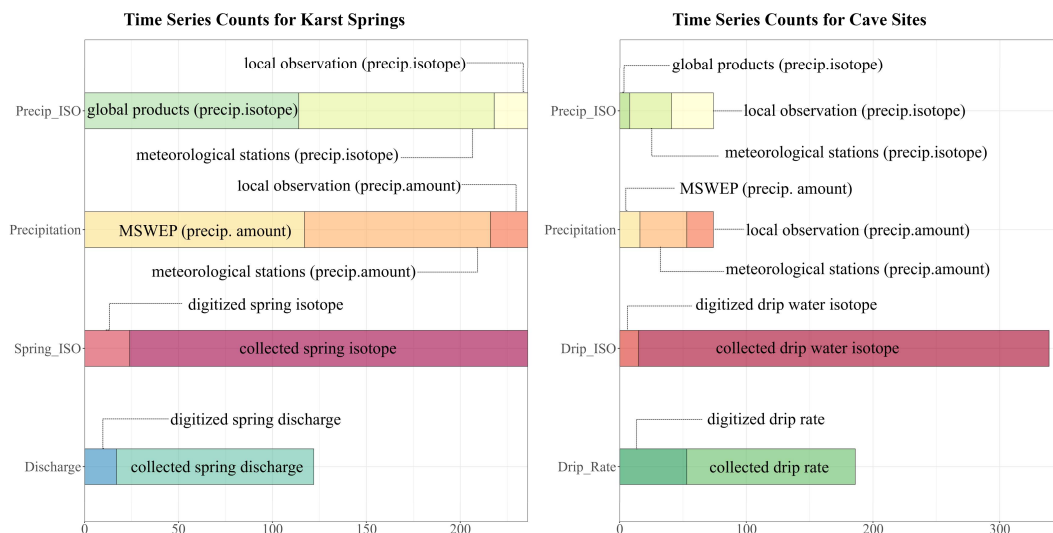 Time Series Counts for Karst Springs
local observation (precip.isotope)
Precip_ISO
global products (precip.isotope)
meteorological stations (precip.isotope)
local observation (precip.amount)
Precipitation
MSWEP (precip. amount)
meteorological stations (precip.amount)
digitized spring isotope
Spring_ISO
collected spring isotope
digitized spring discharge
Discharge
collected spring discharge
0 50 100 150 200
Time Series Counts for Cave Sites
global products (precip.isotope)
Precip_ISO
local observation (precip.isotope)
meteorological stations (precip.isotope)
MSWEP (precip. amount)
Precipitation
local observation (precip.amount)
meteorological stations (precip.amount)
digitized drip water isotope
Drip_ISO
collected drip water isotope
digitized drip rate
Drip_Rate
collected drip rate
0 100 200 300